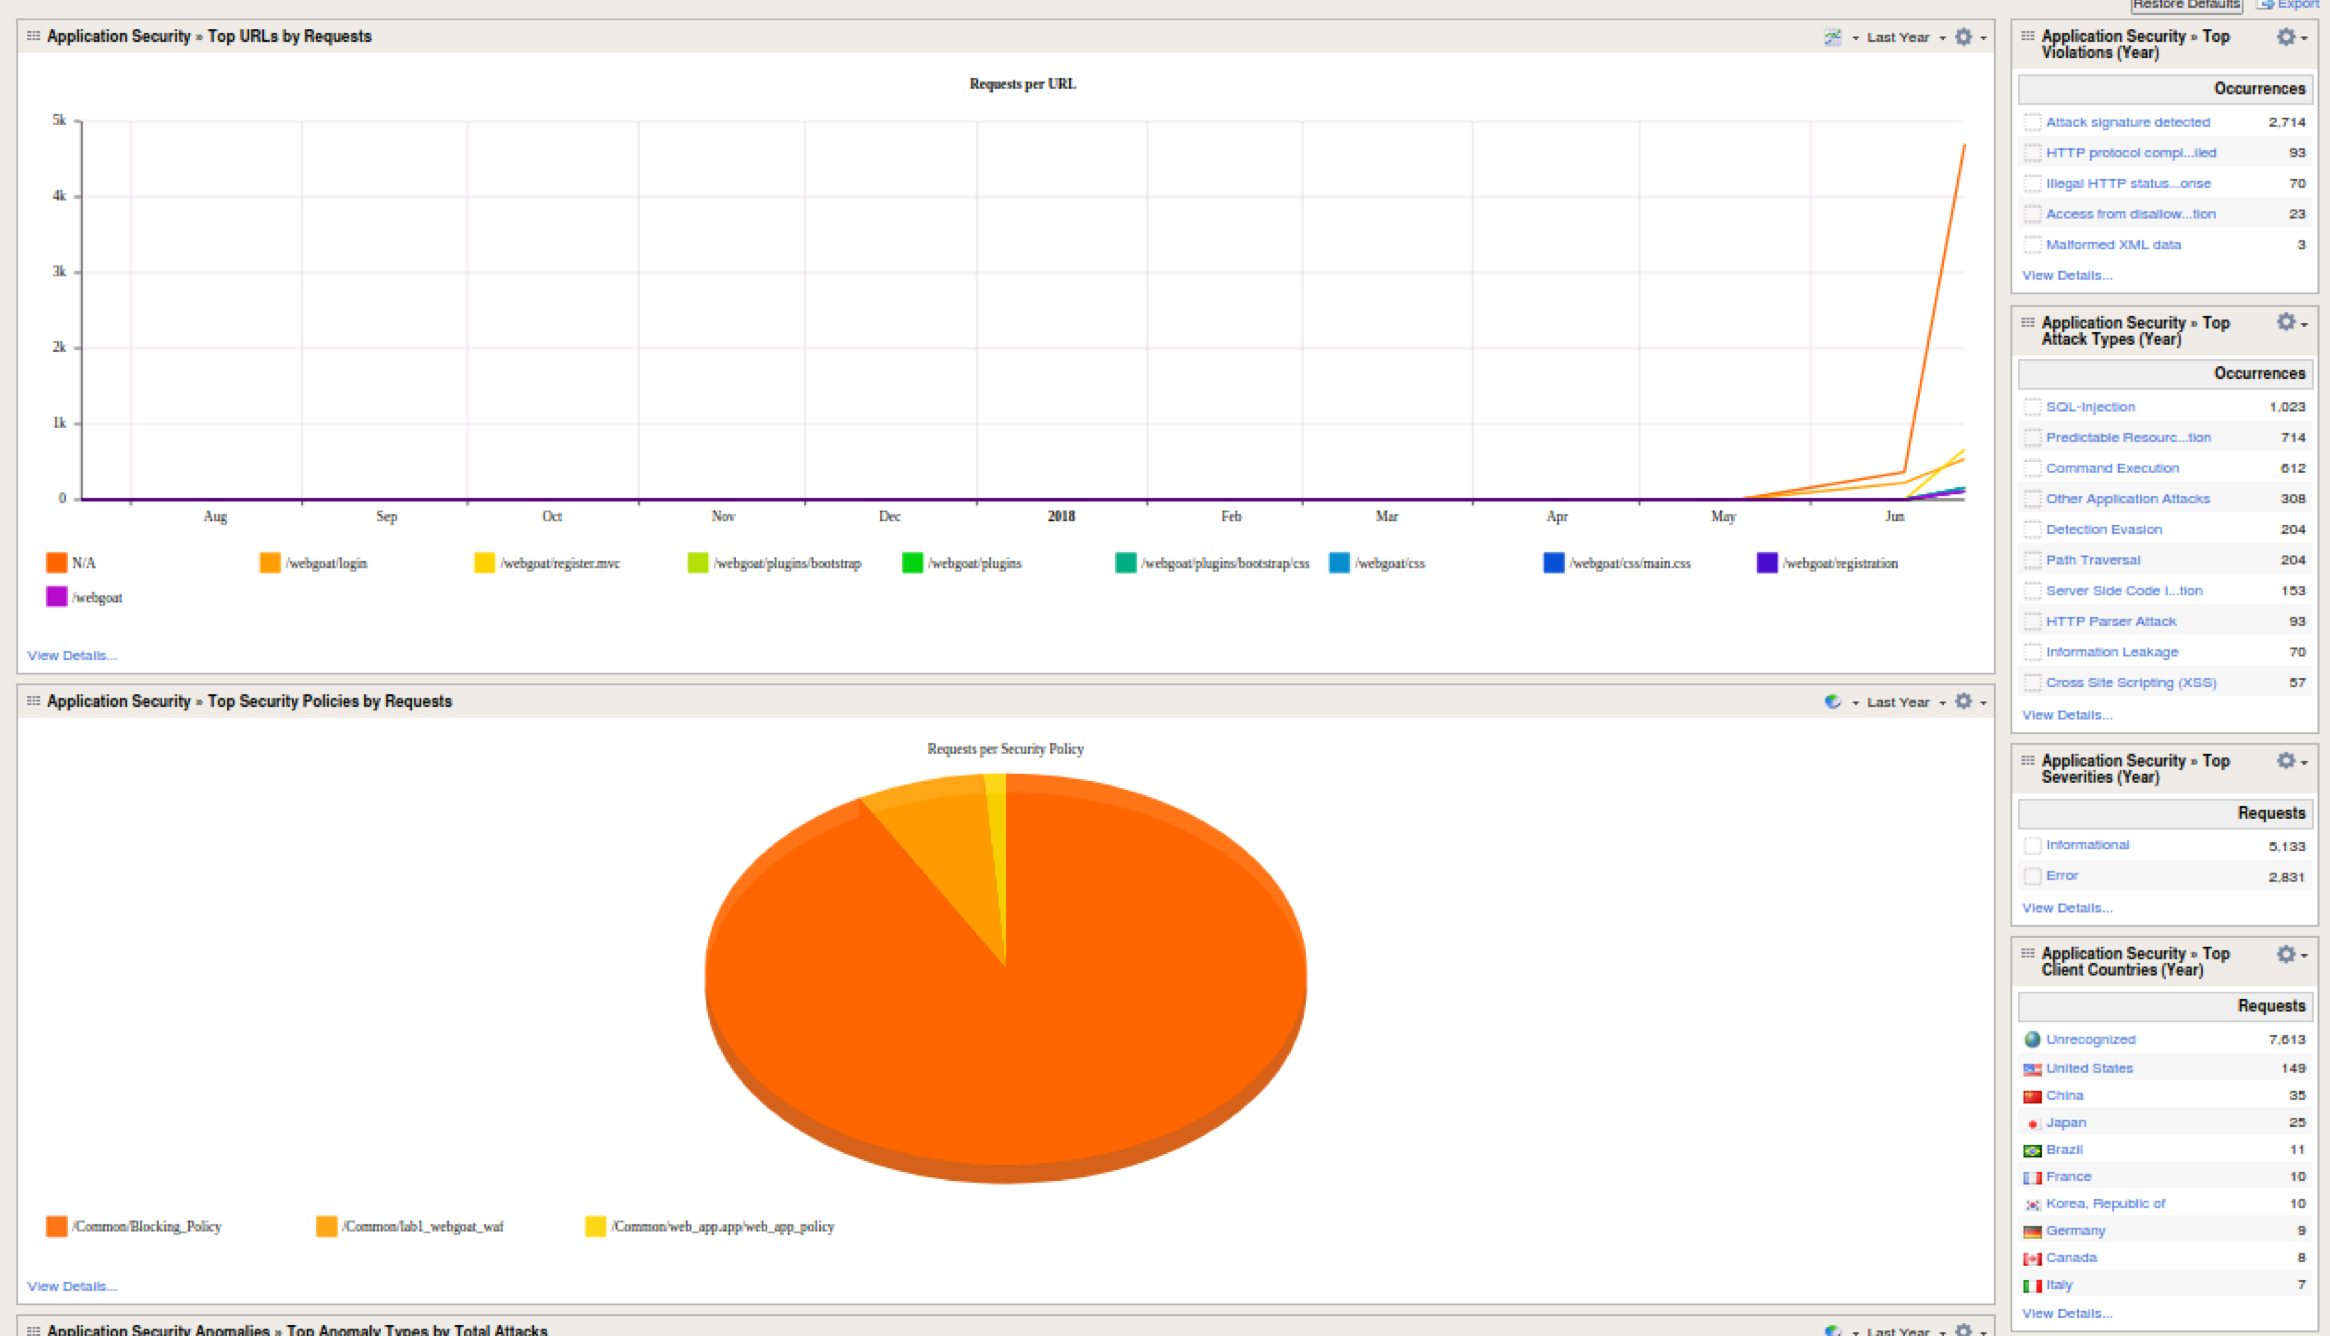 Restore Defaults
Export
Application Security » Top URLs by Requests
Last Year
Requests per URL
5k
4k
3k
2k
1k
0
Aug Sep Oct Nov Dec 2018 Feb Mar Apr May Jun
N/A /webgoat/login /webgoat/register.mvc /webgoat/plugins/bootstrap /webgoat/plugins /webgoat/plugins/bootstrap/css /webgoat/css /webgoat/css/main.css /webgoat/registration
/webgoat
View Details...
Application Security » Top Security Policies by Requests
Last Year
Requests per Security Policy
/Common/Blocking_Policy /Common/lab1_webgoat_waf /Common/web_app.app/web_app_policy
View Details...
Application Security Anomalies » Top Anomaly Types by Total Attacks
Last Year
Application Security » Top
Violations (Year)
Occurrences
Attack signature detected 2,714
HTTP protocol compl...iled 93
Illegal HTTP status...onse 70
Access from disallow...tion 23
Malformed XML data 3
View Details...
Application Security » Top
Attack Types (Year)
Occurrences
SQL-Injection 1,023
Predictable Resourc...tion 714
Command Execution 612
Other Application Attacks 308
Detection Evasion 204
Path Traversal 204
Server Side Code I...tion 153
HTTP Parser Attack 93
Information Leakage 70
Cross Site Scripting (XSS) 57
View Details...
Application Security » Top
Severities (Year)
Requests
Informational 5,133
Error 2,831
View Details...
Application Security » Top
Client Countries (Year)
Requests
Unrecognized 7,613
United States 149
China 35
Japan 25
Brazil 11
France 10
Korea, Republic of 10
Germany 9
Canada 8
Italy 7
View Details...